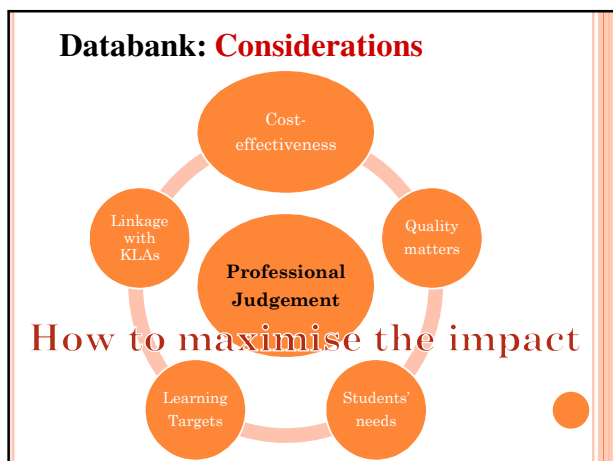 Databank: Considerations
Cost-
effectiveness
Linkage
with
KLAs
Quality
matters
Professional
Judgement
How to maximise the impact
Learning
Targets
Students’
needs